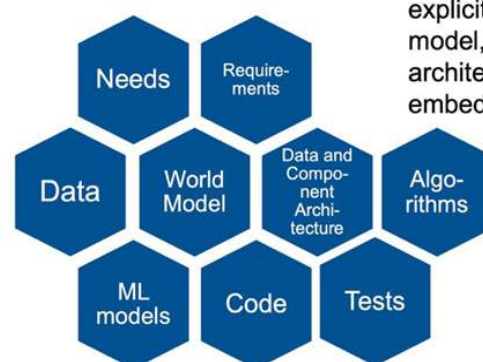 explicit
model,
archite
embed
Needs
Require-
ments
Data
World
Model
Data and
Compo-
nent
Archi-
tecture
Algo-
rithms
ML
models
Code
Tests